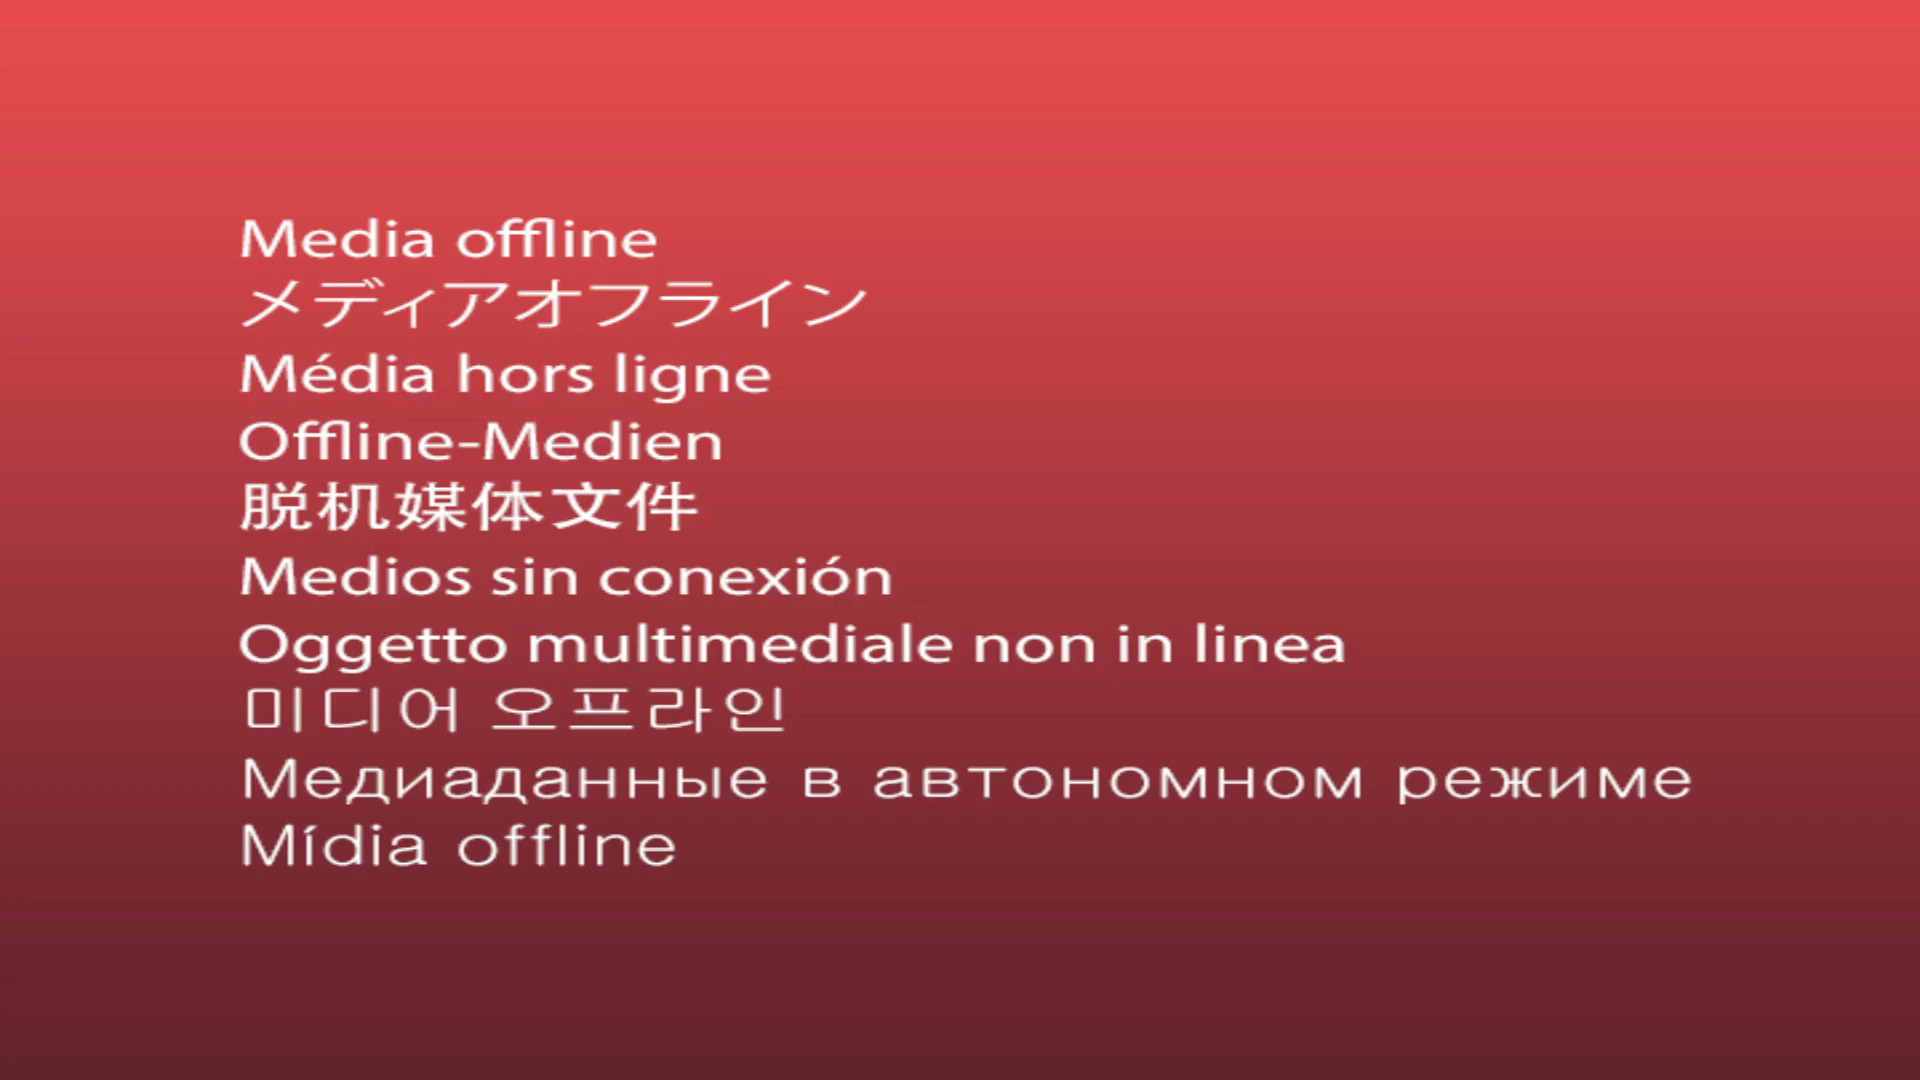 Media offline
メディアオフライン
Média hors ligne
Offline-Medien
脱机媒体文件
Medios sin conexión
Oggetto multimediale non in linea
미디어 오프라인
Медиаданные в автономном режиме
Mídia offline